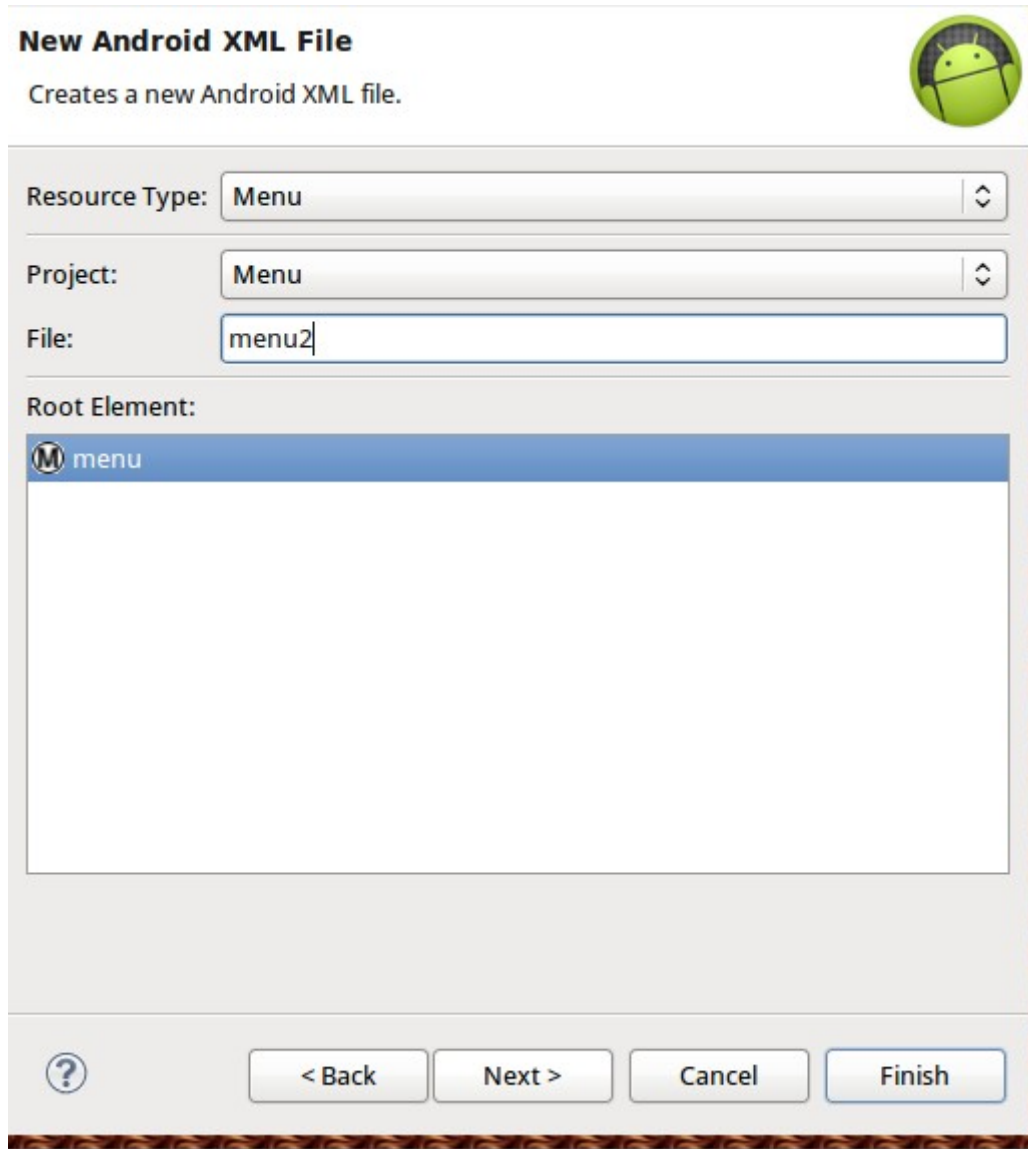 New Android XML File
Creates a new Android XML file.
Resource Type: Menu
Project: Menu
File: menu2
Root Element:
M menu
? < Back Next > Cancel Finish